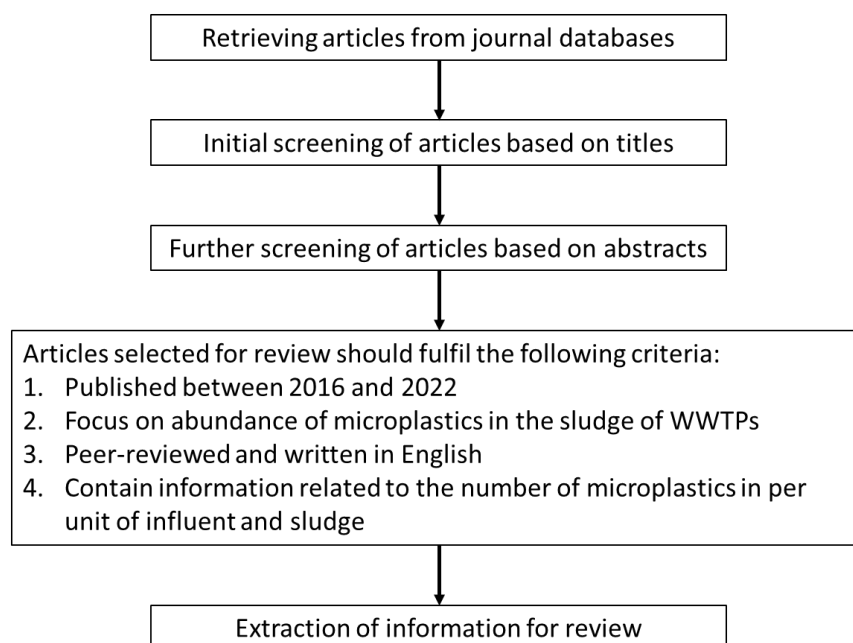 Retrieving articles from journal databases
Initial screening of articles based on titles
Further screening of articles based on abstracts
Articles selected for review should fulfil the following criteria:
1. Published between 2016 and 2022
2. Focus on abundance of microplastics in the sludge of WWTPs
3. Peer-reviewed and written in English
4. Contain information related to the number of microplastics in per
unit of influent and sludge
Extraction of information for review